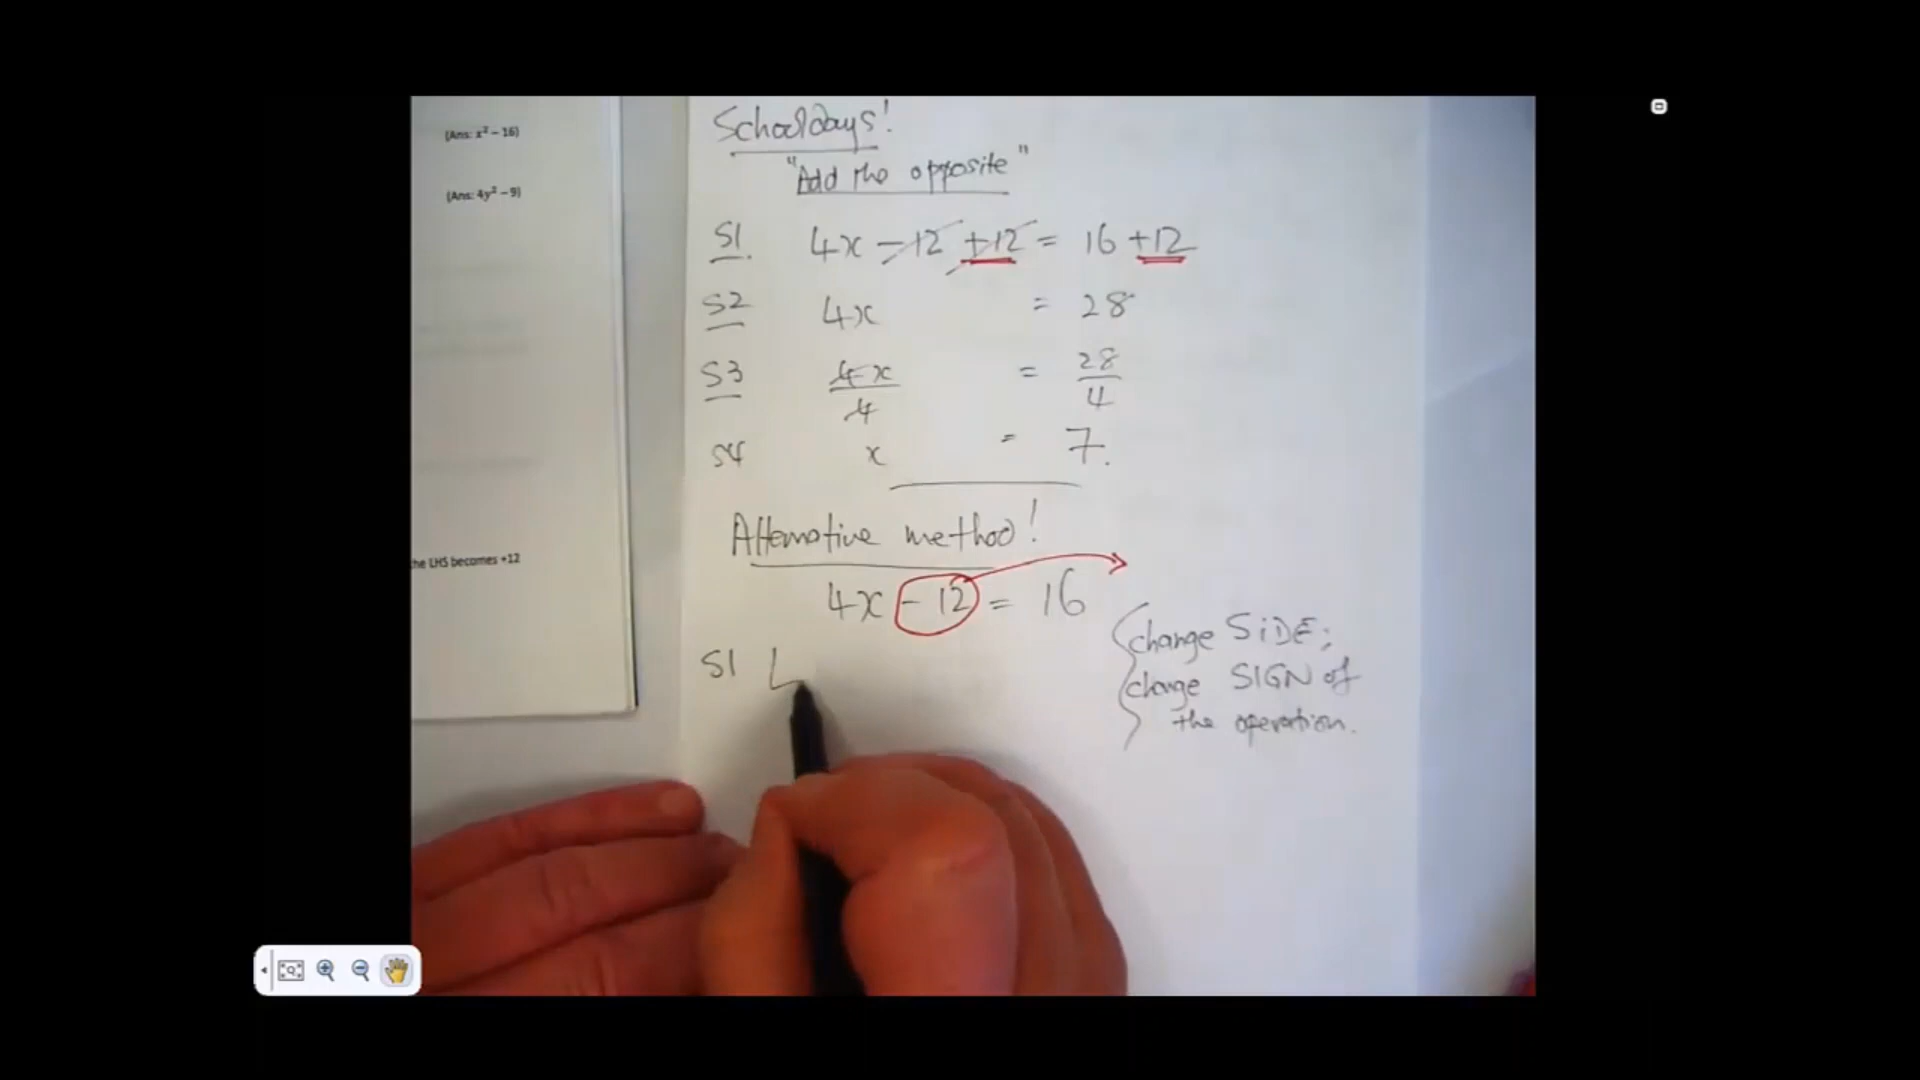 (Ans: x² – 16)
(Ans: 4y² – 9)
he LHS becomes +12
Schooldays!
"Add the opposite"
S1. 4x – 12 +12 = 16 +12
S2 4x = 28
S3 4x/4 = 28/4
S4 x = 7.
Alternative method!
4x – 12 = 16
change SiDE;
change SIGN of
the operation.
S1